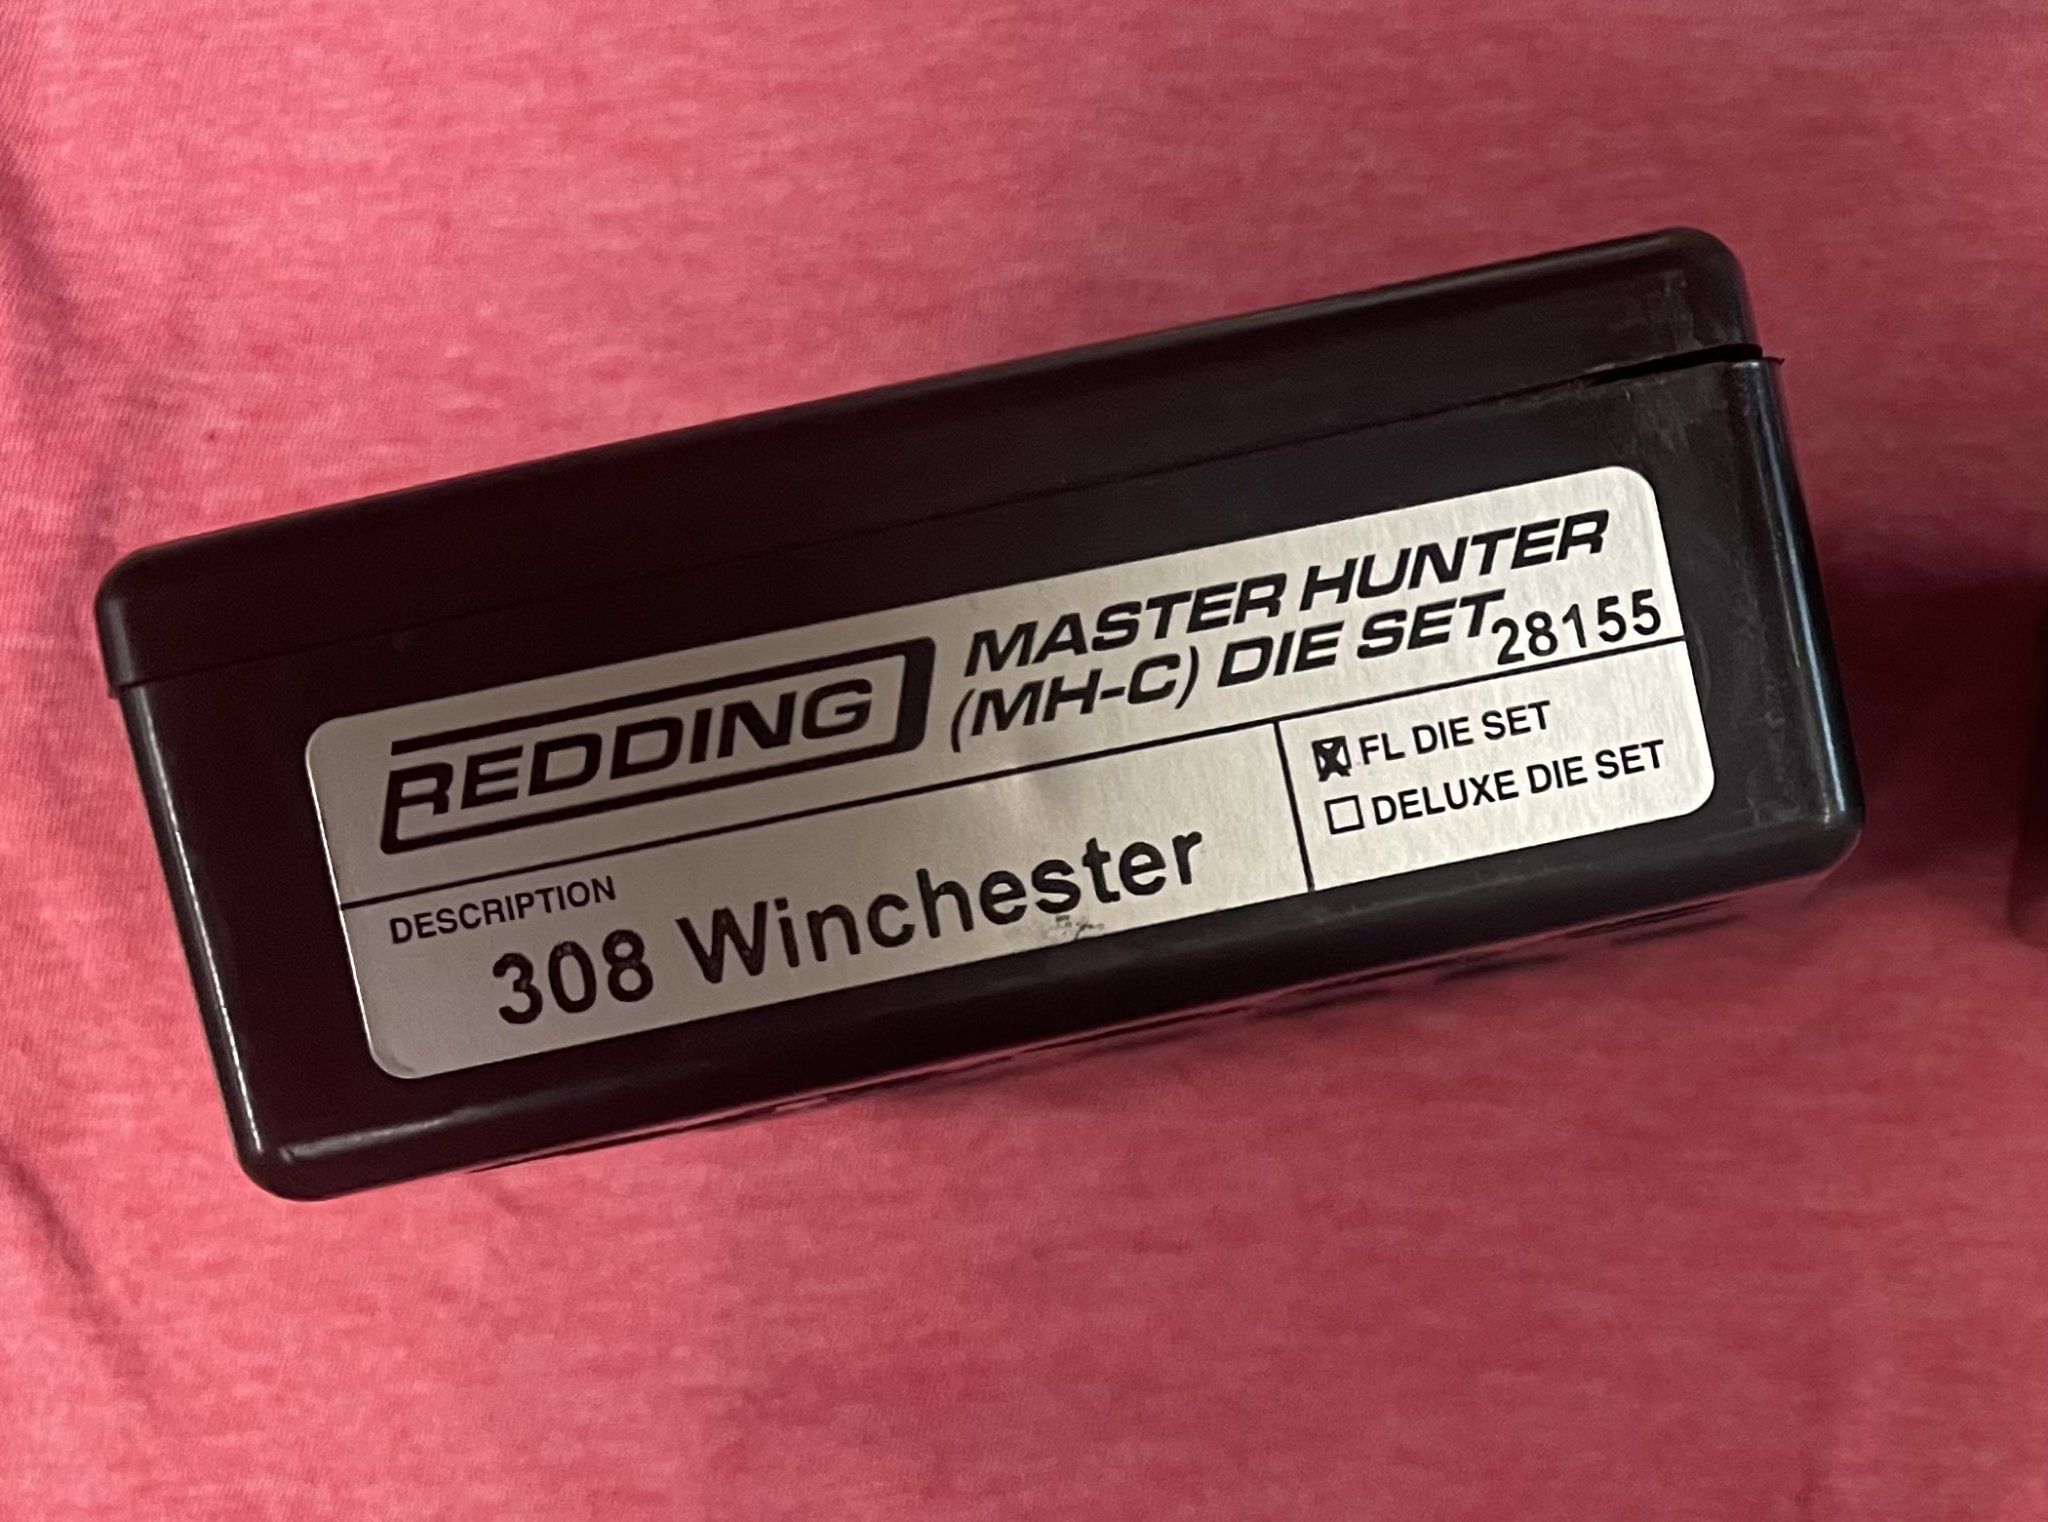 REDDING
MASTER HUNTER
(MH-C) DIE SET
28155
DESCRIPTION
308 Winchester
FL DIE SET
DELUXE DIE SET